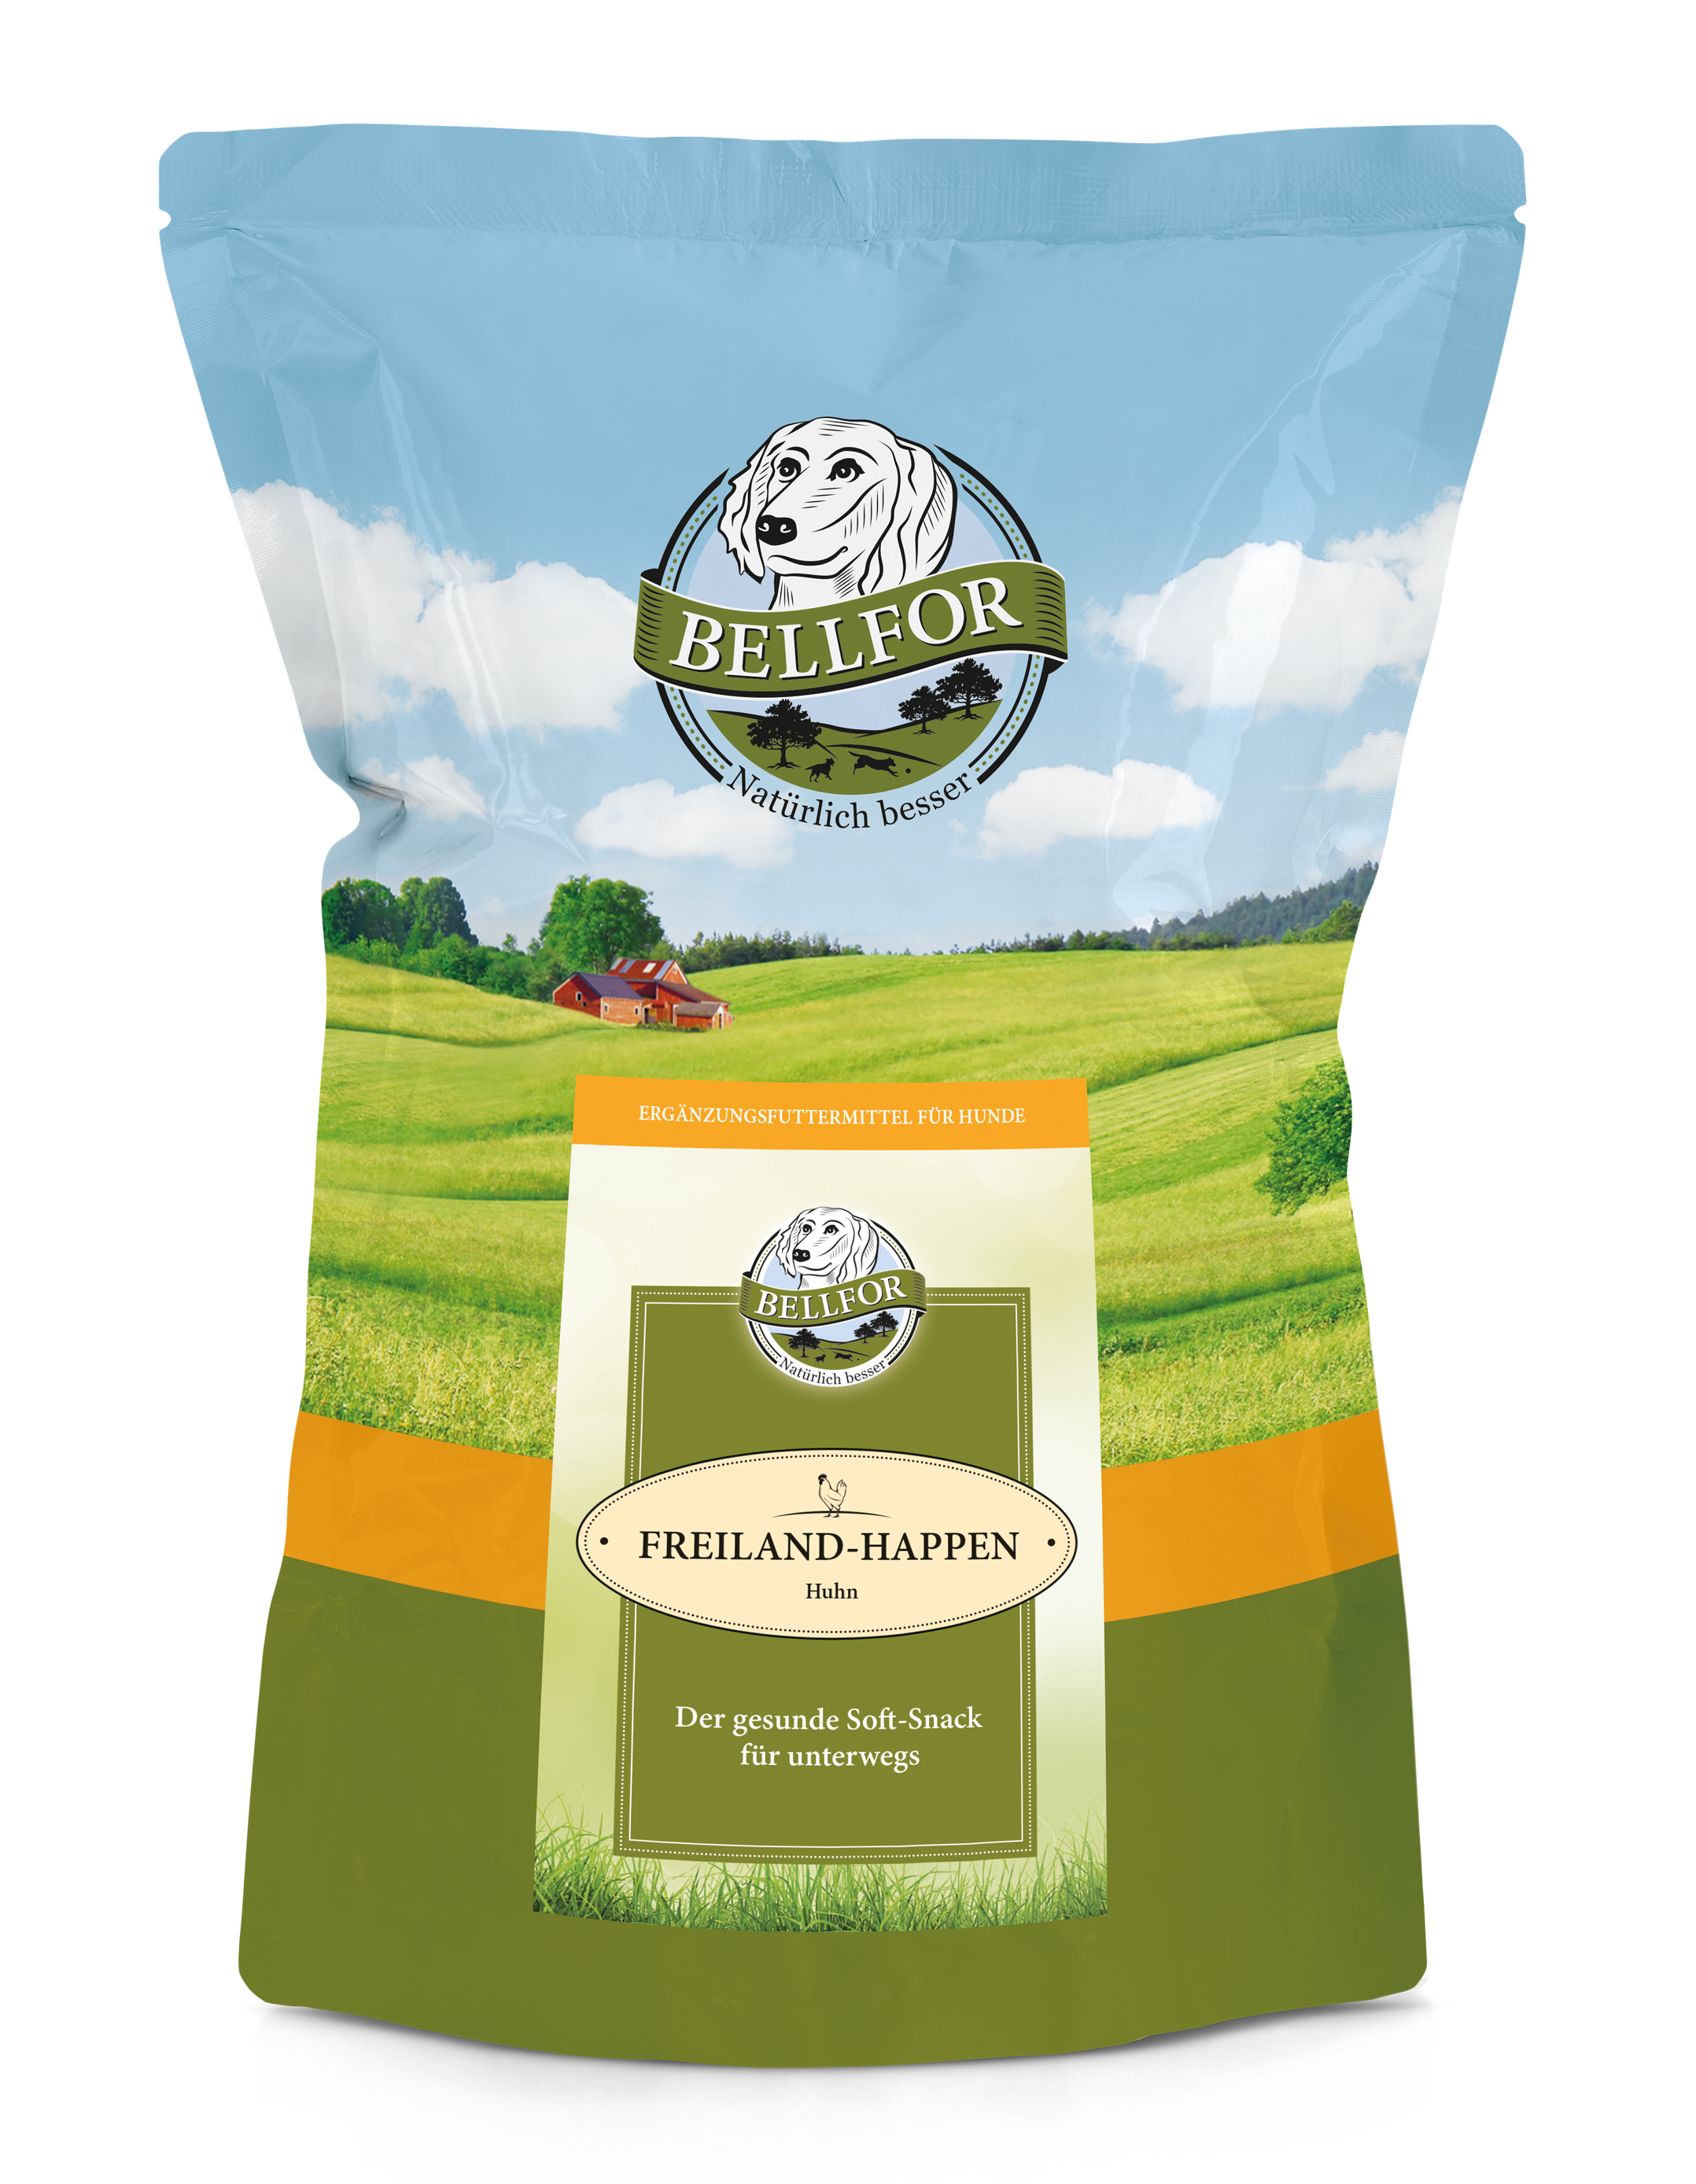 BELLFOR
Natürlich besser
ERGÄNZUNGSFUTTERMITTEL FÜR HUNDE
BELLFOR
Natürlich besser
FREILAND-HAPPEN
Huhn
Der gesunde Soft-Snack
für unterwegs